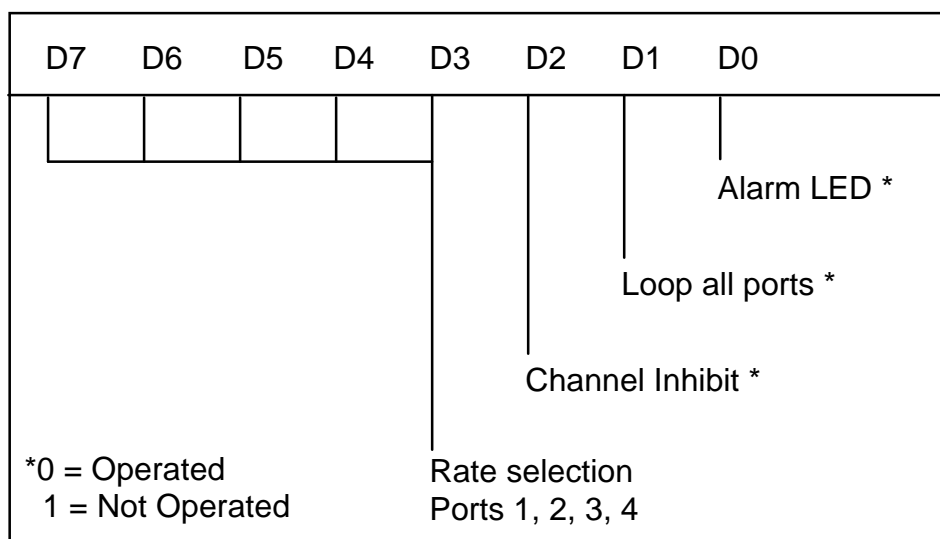 D7 D6 D5 D4 D3 D2 D1 D0
Alarm LED *
Loop all ports *
Channel Inhibit *
*0 = Operated
1 = Not Operated
Rate selection
Ports 1, 2, 3, 4